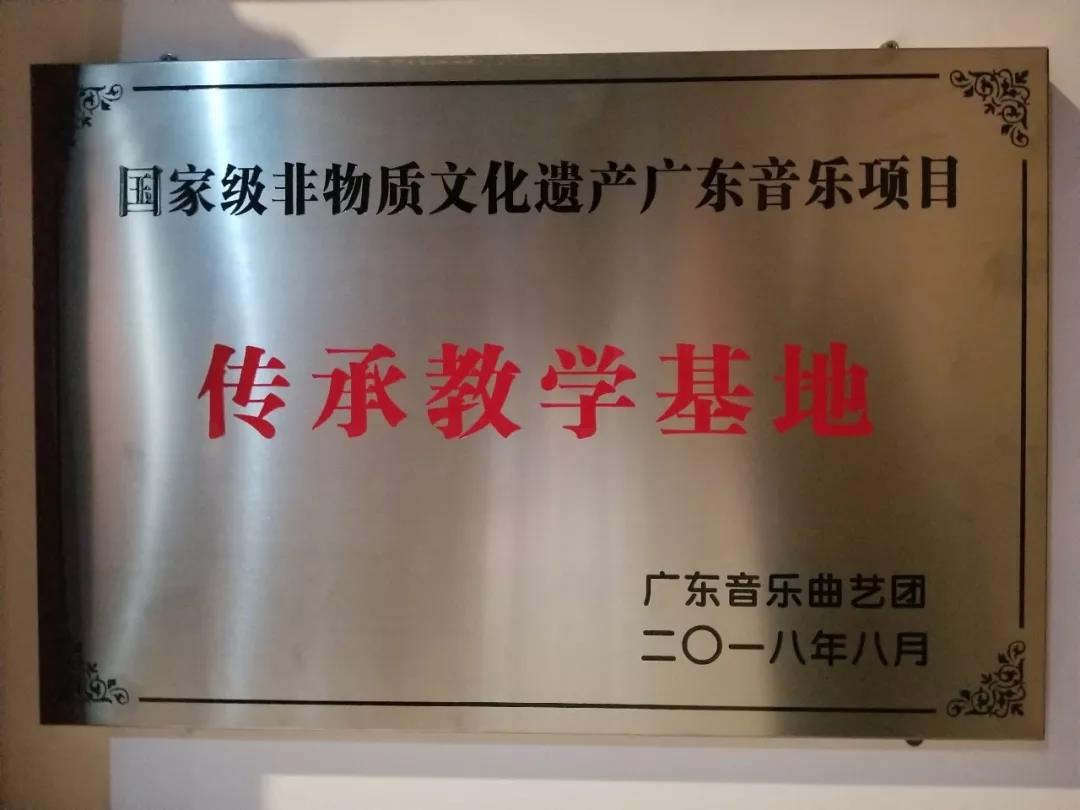 国家级非物质文化遗产广东音乐项目
传承教学基地
广东音乐曲艺团
二〇一八年八月